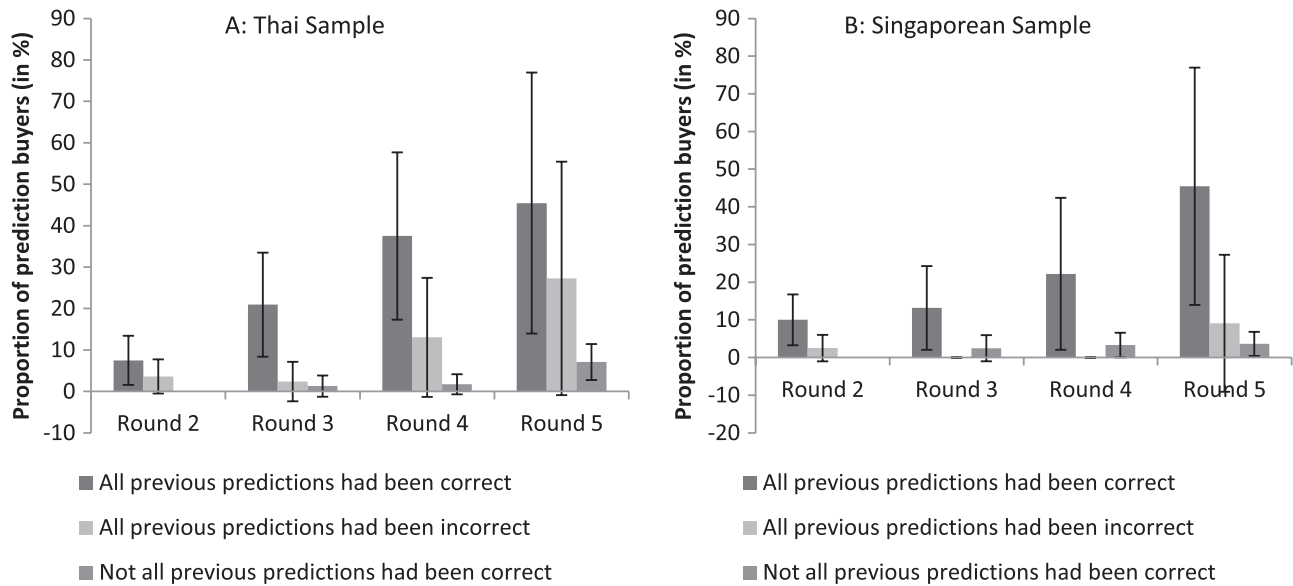 A: Thai Sample
Proportion of prediction buyers (in %)
90
80
70
60
50
40
30
20
10
0
-10
Round 2 Round 3 Round 4 Round 5
All previous predictions had been correct
All previous predictions had been incorrect
Not all previous predictions had been correct
B: Singaporean Sample
Proportion of prediction buyers (in %)
90
80
70
60
50
40
30
20
10
0
-10
-20
Round 2 Round 3 Round 4 Round 5
All previous predictions had been correct
All previous predictions had been incorrect
Not all previous predictions had been correct